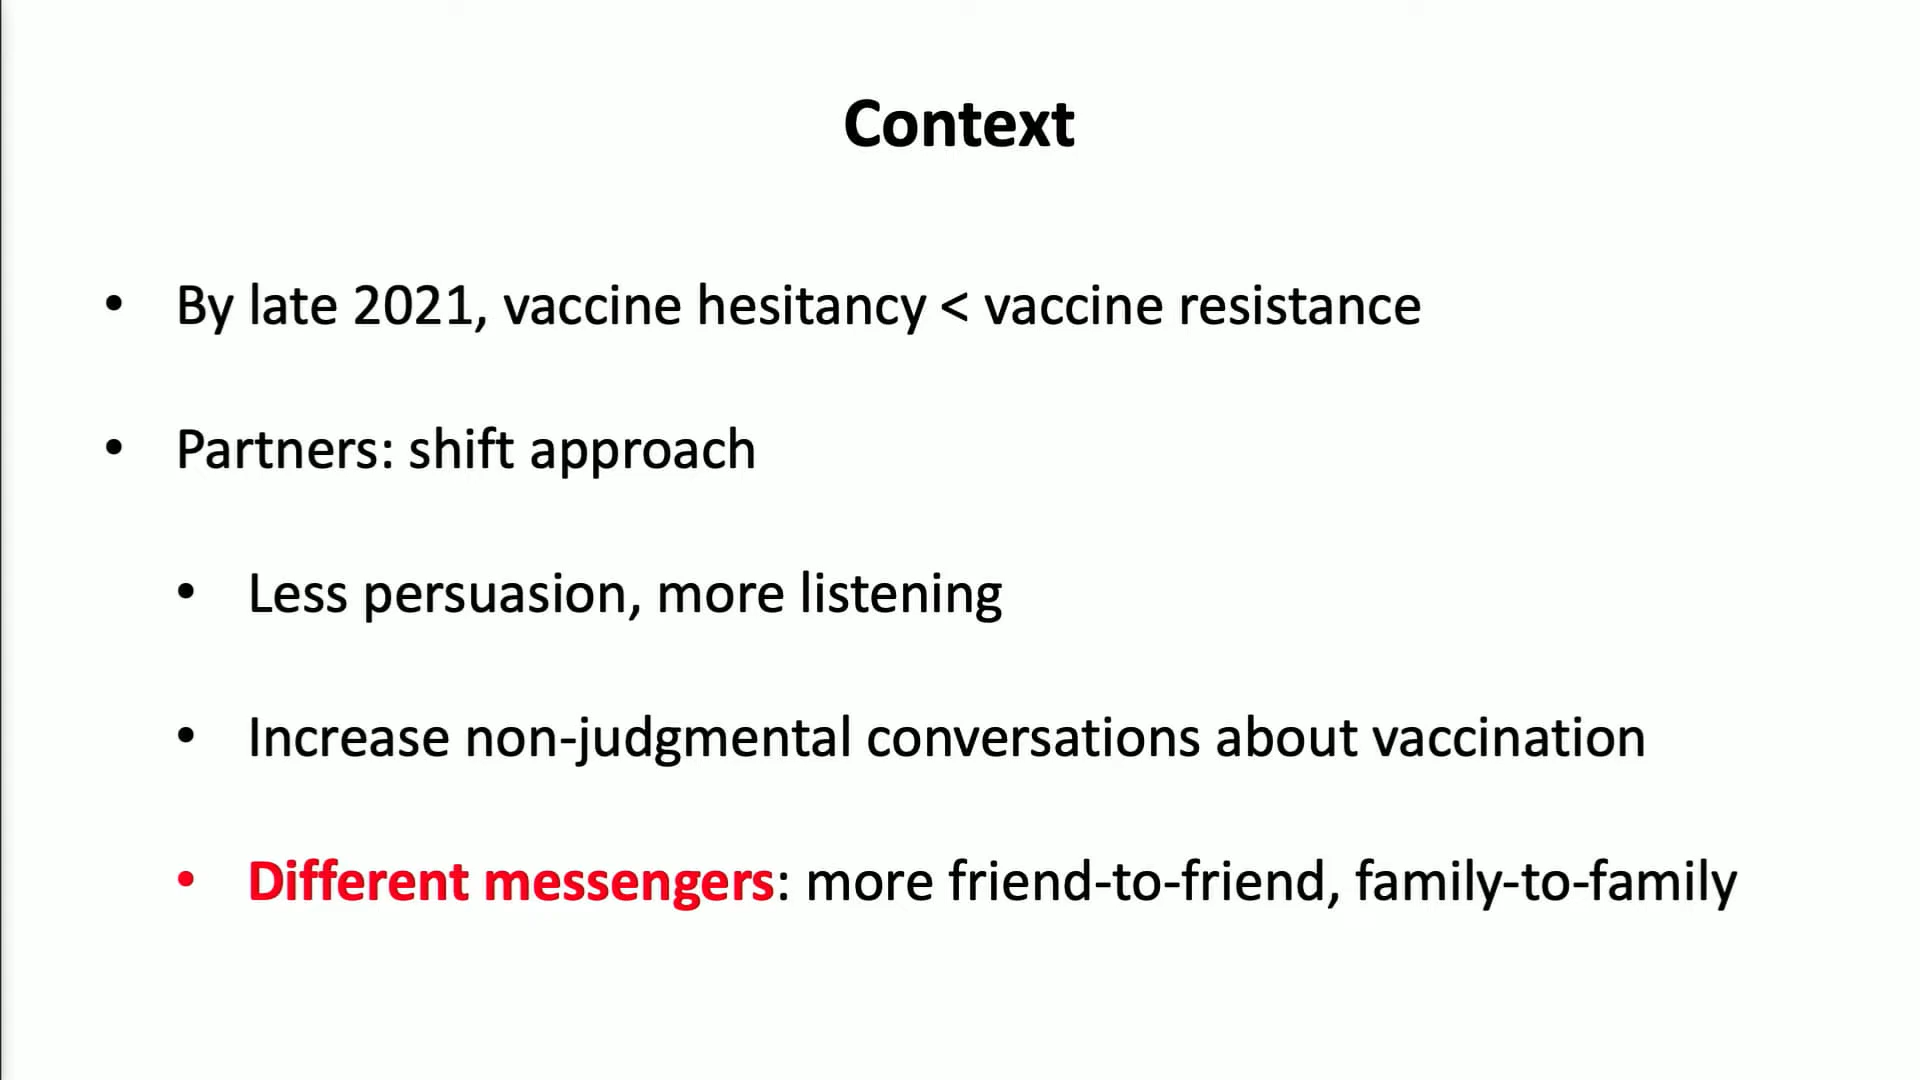 Context
• By late 2021, vaccine hesitancy < vaccine resistance
• Partners: shift approach
• Less persuasion, more listening
• Increase non-judgmental conversations about vaccination
• Different messengers: more friend-to-friend, family-to-family